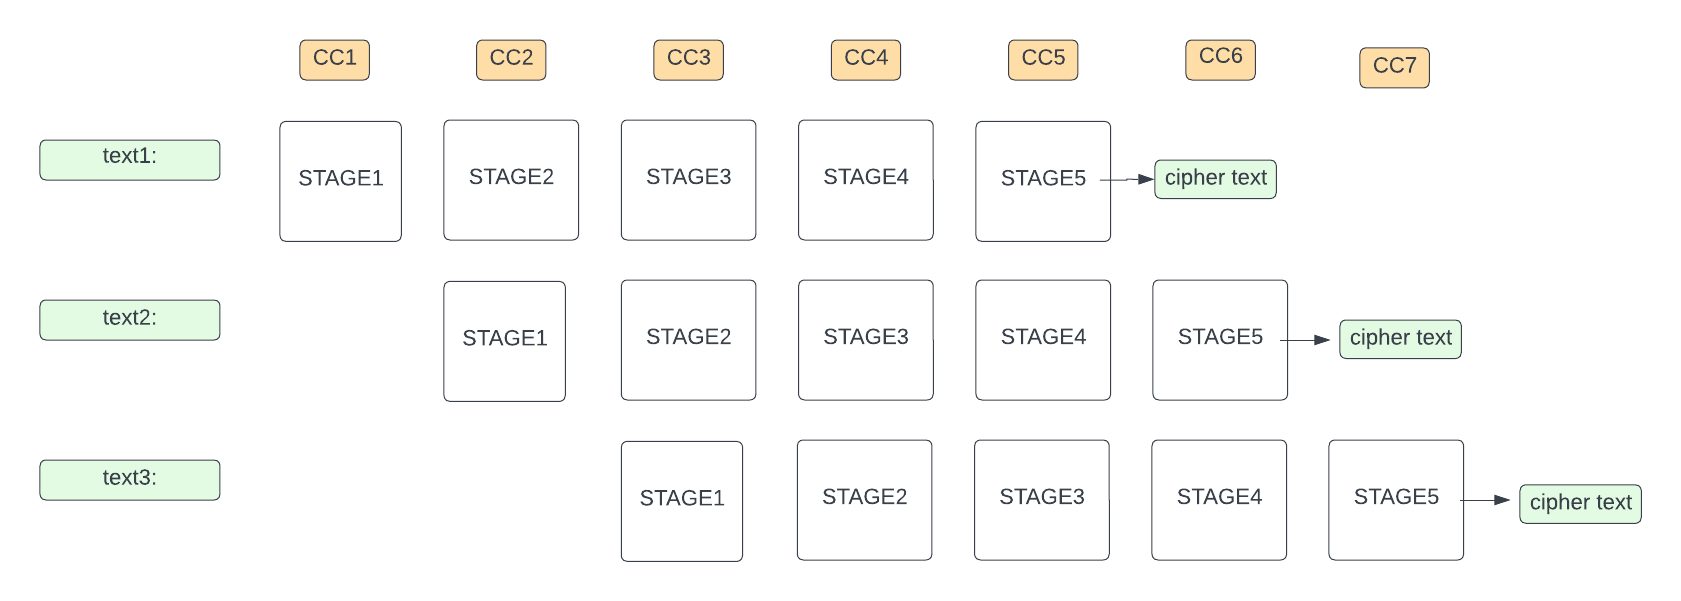 CC1 CC2 CC3 CC4 CC5 CC6 CC7
text1: STAGE1 STAGE2 STAGE3 STAGE4 STAGE5 cipher text
text2: STAGE1 STAGE2 STAGE3 STAGE4 STAGE5 cipher text
text3: STAGE1 STAGE2 STAGE3 STAGE4 STAGE5 cipher text